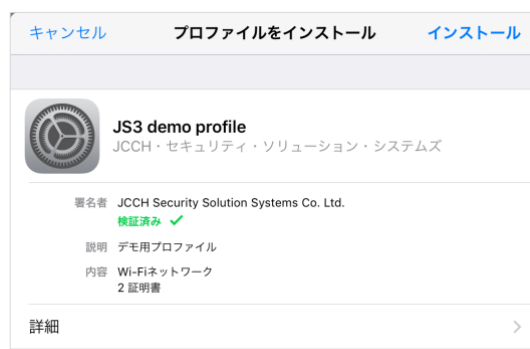 キャンセル プロファイルをインストール インストール
JS3 demo profile
JCCH・セキュリティ・ソリューション・システムズ
署名者 JCCH Security Solution Systems Co. Ltd.
検証済み ✓
説明 デモ用プロファイル
内容 Wi-Fiネットワーク
2 証明書
詳細